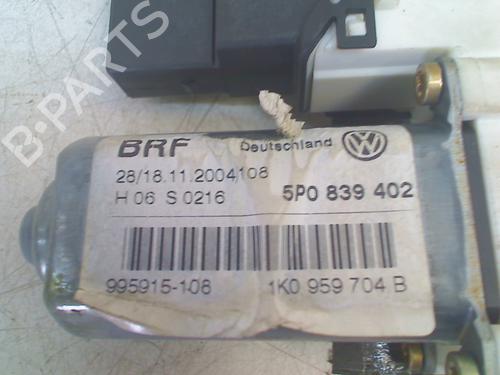 B-PARTS
BRF Deutschland
28/18.11.2004,108
H 06 S 0216 5P0 839 402
995915-108 1K0 959 704 B